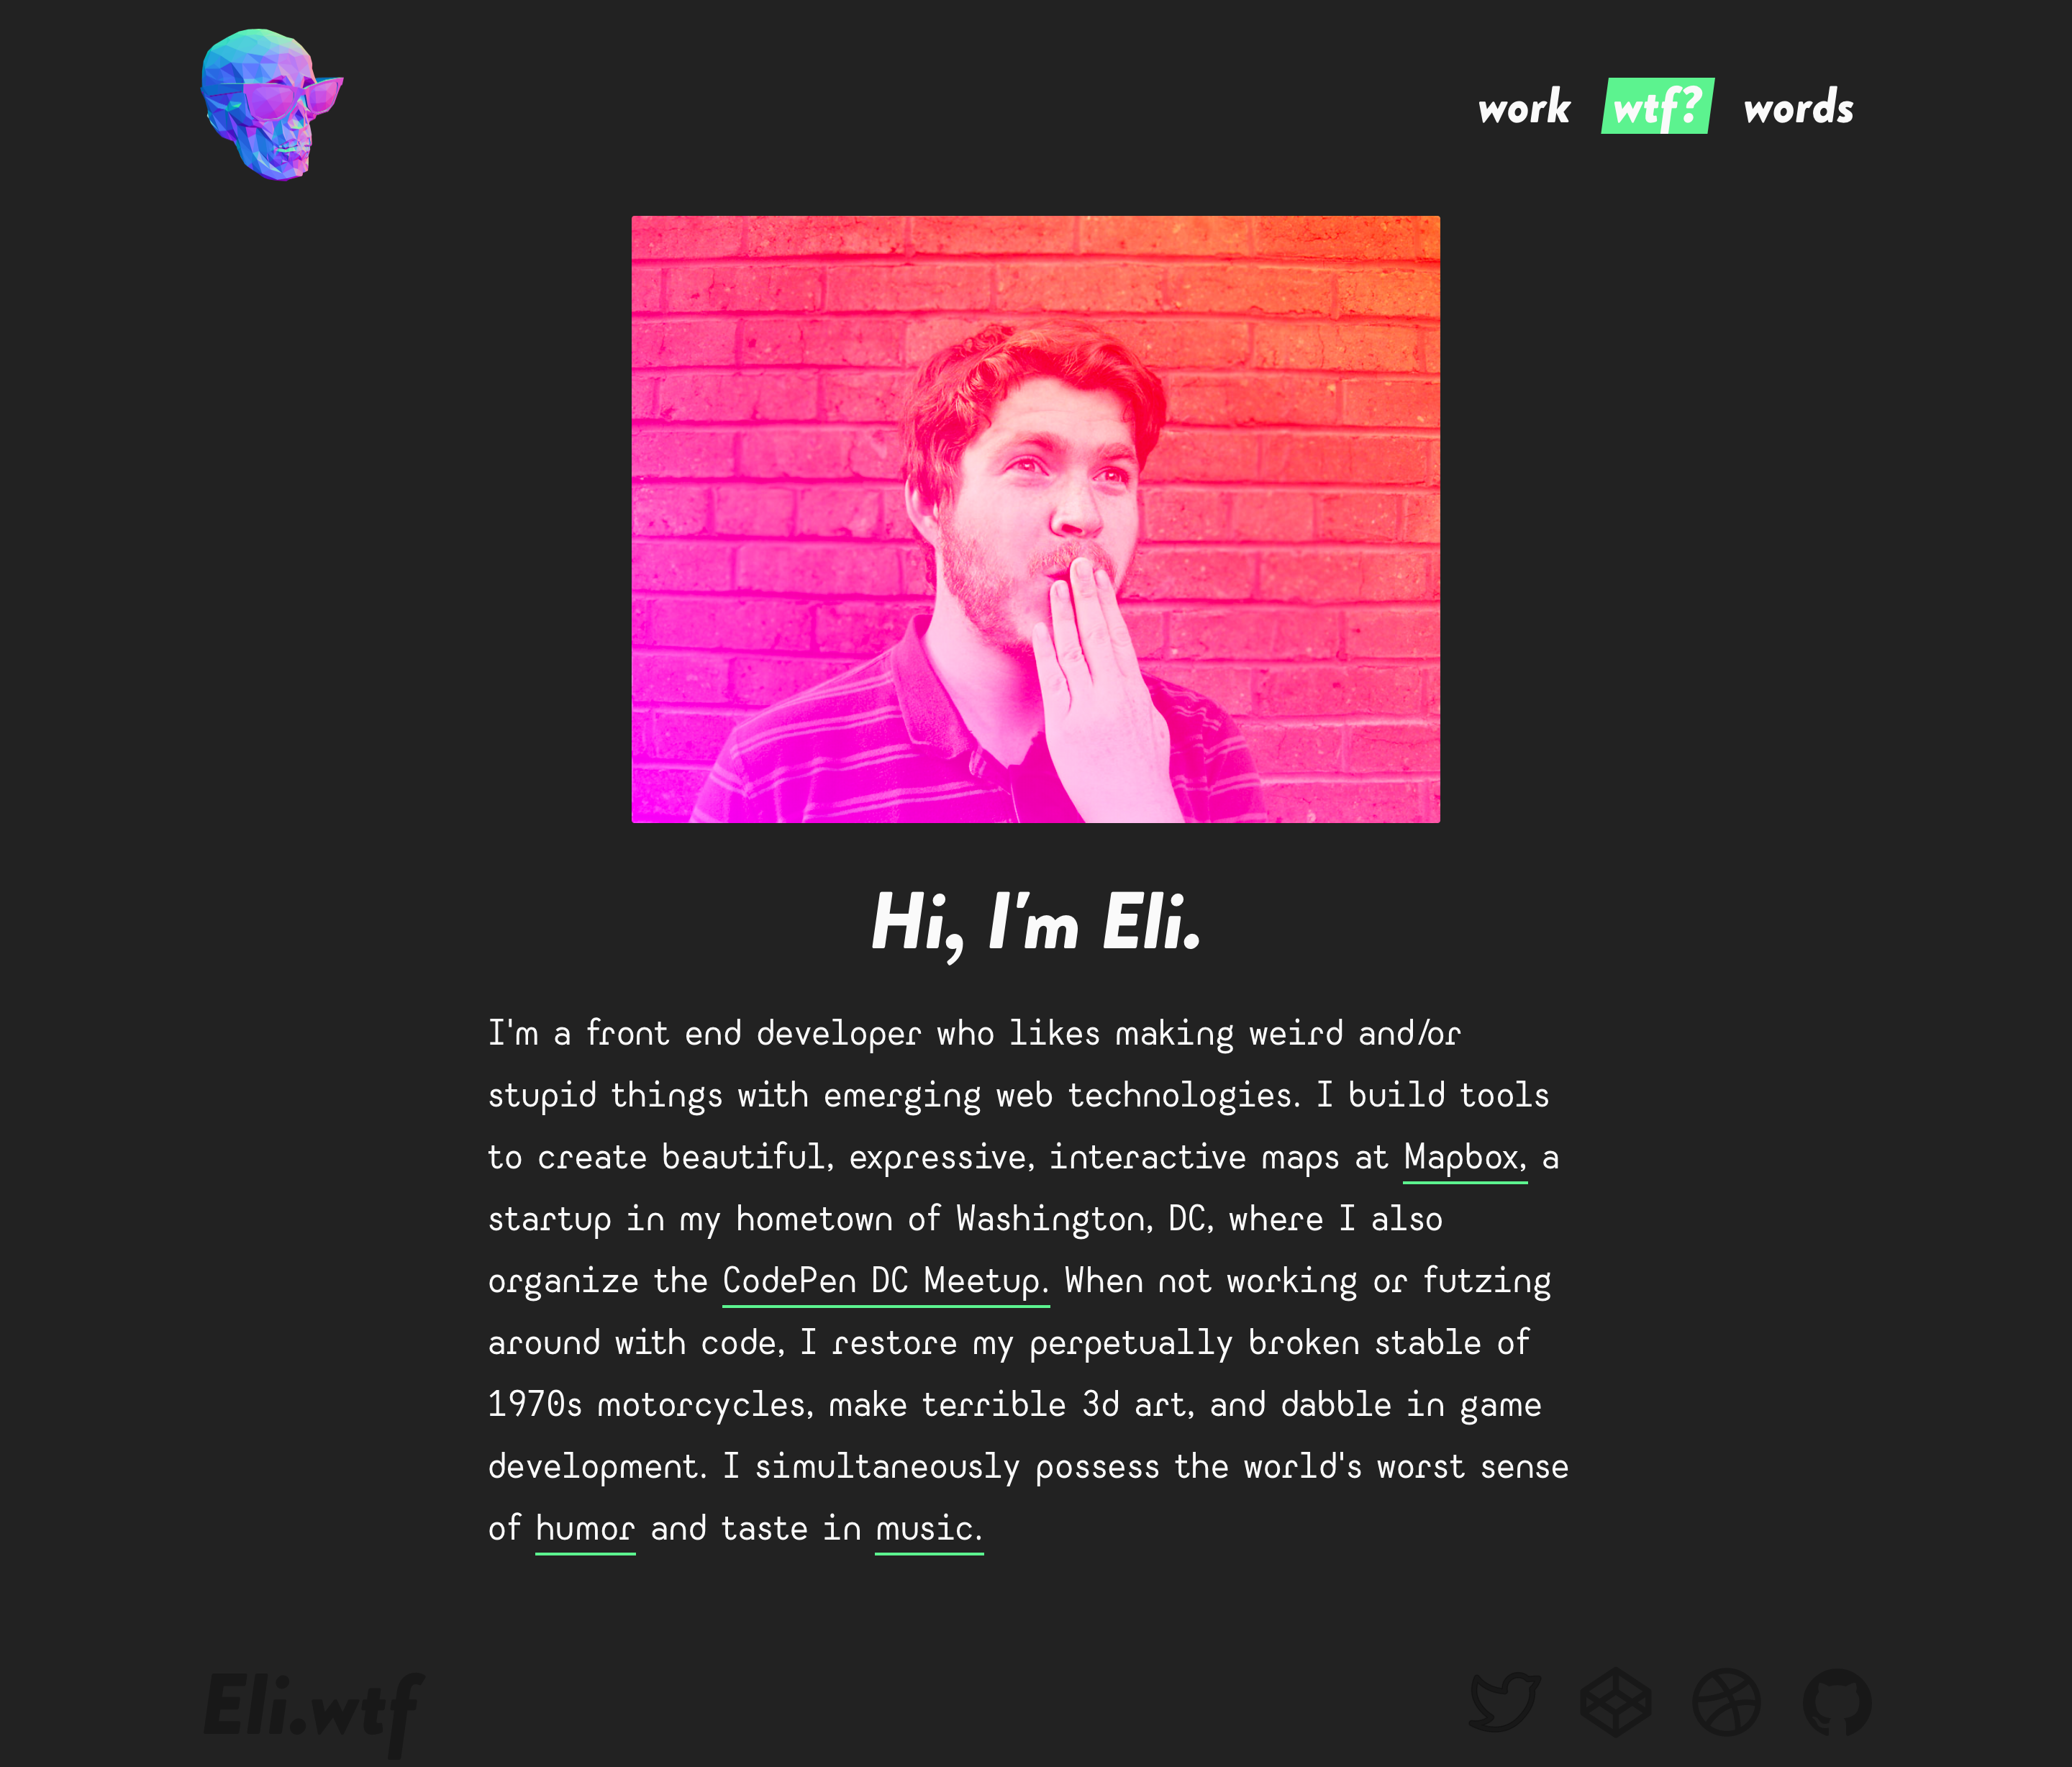 work wtf? words
Hi, I'm Eli.
I'm a front end developer who likes making weird and/or
stupid things with emerging web technologies. I build tools
to create beautiful, expressive, interactive maps at Mapbox, a
startup in my hometown of Washington, DC, where I also
organize the CodePen DC Meetup. When not working or futzing
around with code, I restore my perpetually broken stable of
1970s motorcycles, make terrible 3d art, and dabble in game
development. I simultaneously possess the world's worst sense
of humor and taste in music.
Eli.wtf